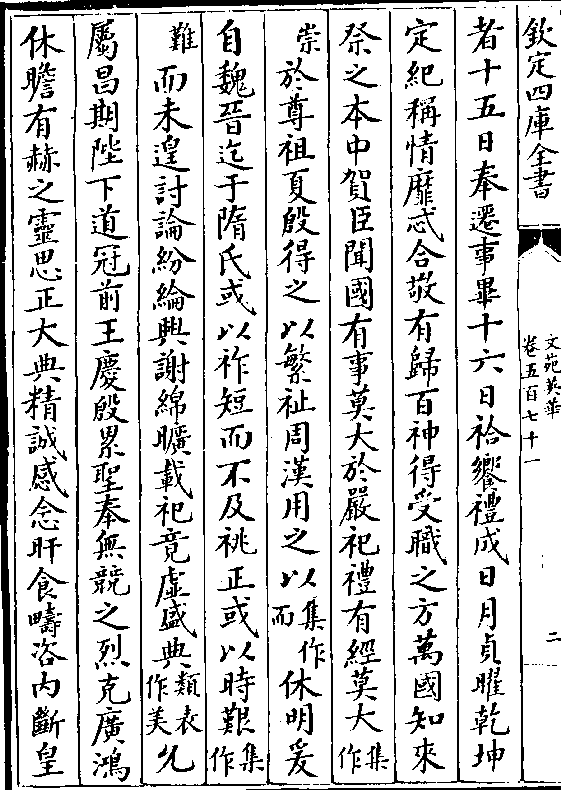 欽定四庫全書
文苑英華
卷五百七十一
二
者十五日奉遷事畢十六日祫饗禮成日月貞曜乾坤
定紀稱情靡忒合敬有歸百神得受職之方萬國知來
祭之本中賀臣聞國有事莫大於嚴祀禮有經莫大集作
崇於尊祖夏殷得之以繁祉周漢用之以集作而休明爰
自魏晉迄于隋氏或以祚短而不及祧正或以時艱集作
難而未遑討論紛綸興謝綿曠載祀竟虛盛典類表作美允
屬昌期陛下道冠前王慶殷累聖奉無競之烈克廣鴻
休瞻有赫之靈思正大典精誠感念旰食疇咨內斷皇